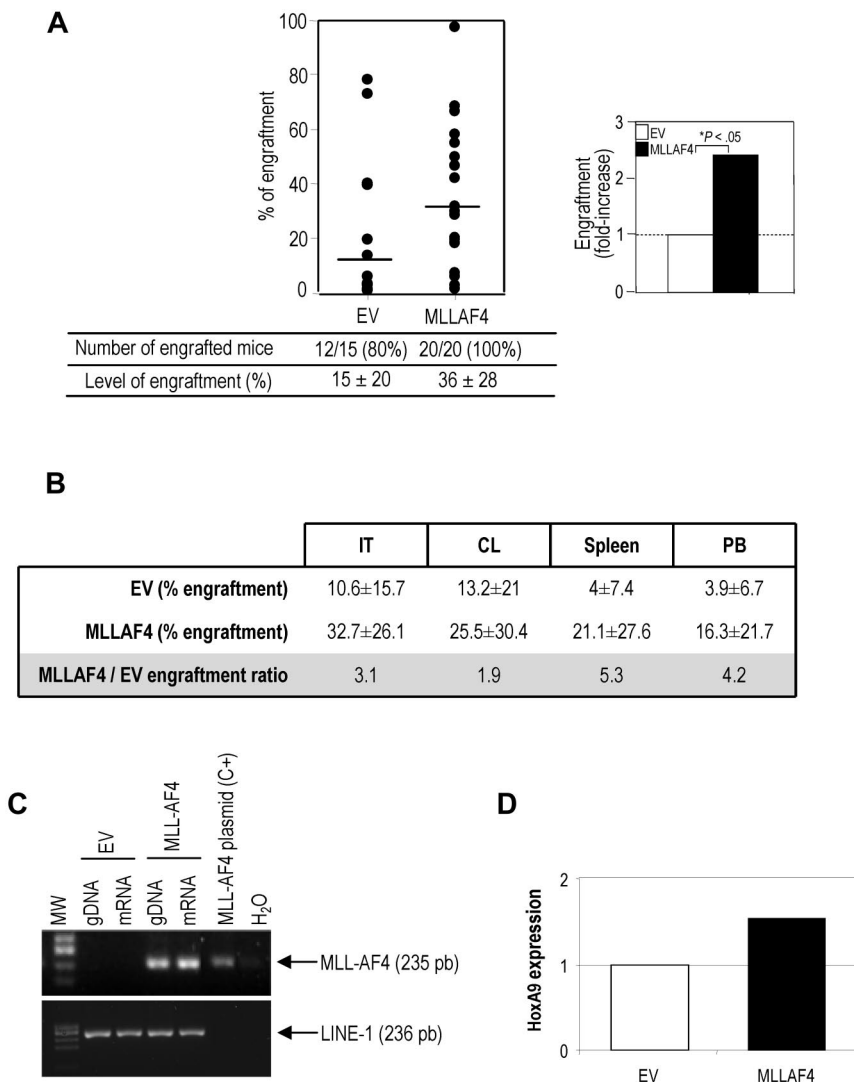 A
% of engraftment
100
80
60
40
20
0
EV
MLLAF4
Engraftment
(fold-increase)
3
2
1
0
EV
MLLAF4
*P < .05
Number of engrafted mice 12/15 (80%) 20/20 (100%)
Level of engraftment (%) 15 ± 20 36 ± 28
B
IT CL Spleen PB
EV (% engraftment) 10.6±15.7 13.2±21 4±7.4 3.9±6.7
MLLAF4 (% engraftment) 32.7±26.1 25.5±30.4 21.1±27.6 16.3±21.7
MLLAF4 / EV engraftment ratio 3.1 1.9 5.3 4.2
C
EV
MLL-AF4
MW
gDNA
mRNA
gDNA
mRNA
MLL-AF4 plasmid (C+)
H₂O
MLL-AF4 (235 pb)
LINE-1 (236 pb)
D
HoxA9 expression
2
1
0
EV
MLLAF4